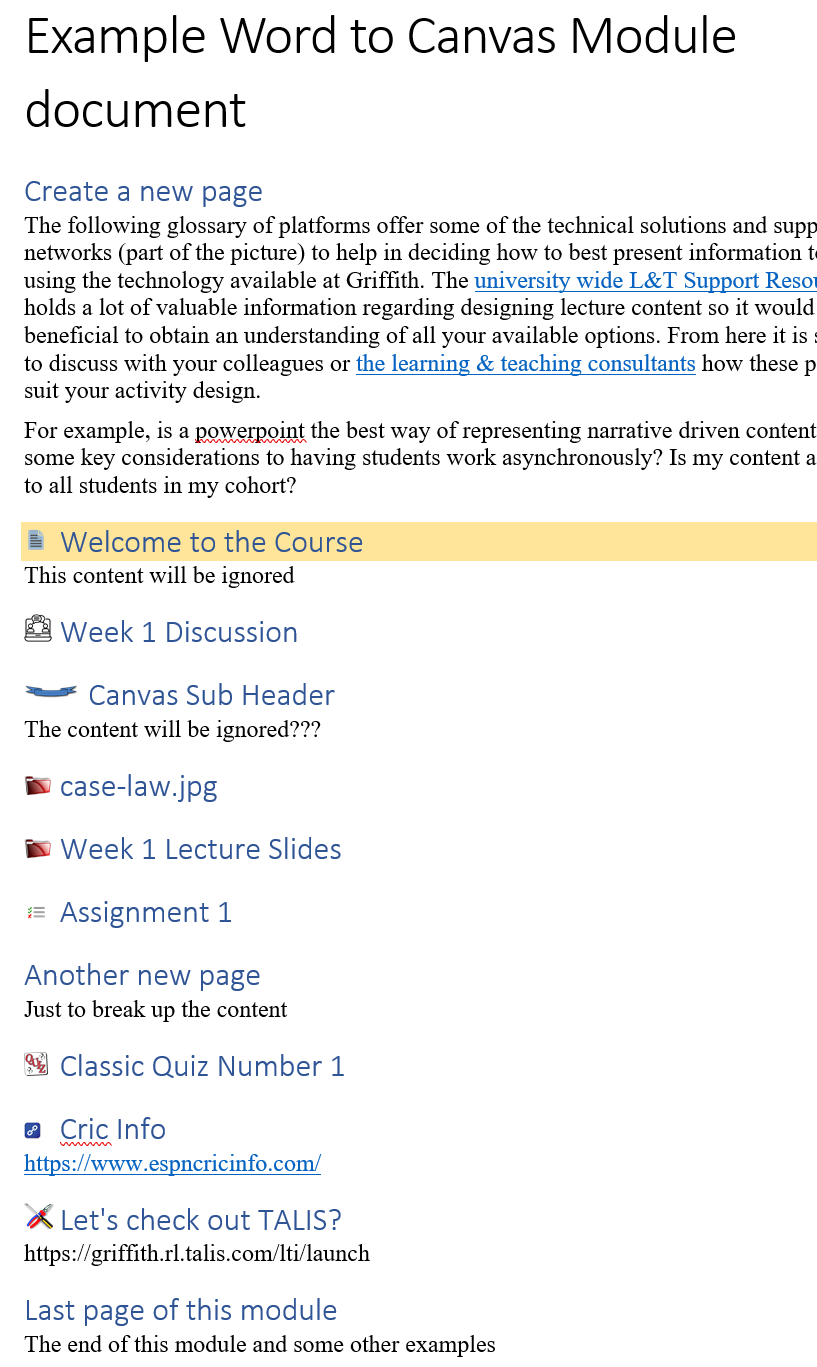 Example Word to Canvas Module
document
Create a new page
The following glossary of platforms offer some of the technical solutions and
networks (part of the picture) to help in deciding how to best present information
using the technology available at Griffith. The university wide L&T Support
holds a lot of valuable information regarding designing lecture content so it would
beneficial to obtain an understanding of all your available options. From here it is
to discuss with your colleagues or the learning & teaching consultants how these
suit your activity design.
For example, is a powerpoint the best way of representing narrative driven content
some key considerations to having students work asynchronously? Is my content
to all students in my cohort?
Welcome to the Course
This content will be ignored
Week 1 Discussion
Canvas Sub Header
The content will be ignored???
case-law.jpg
Week 1 Lecture Slides
Assignment 1
Another new page
Just to break up the content
QUIZ Classic Quiz Number 1
Cric Info
https://www.espncricinfo.com/
Let's check out TALIS?
https://griffith.rl.talis.com/lti/launch
Last page of this module
The end of this module and some other examples